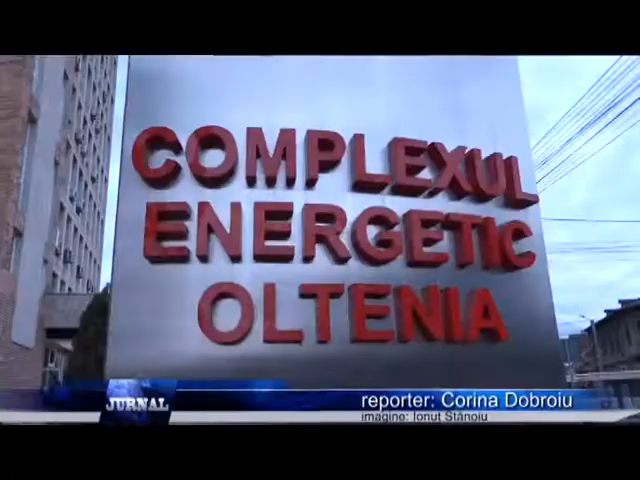 COMPLEXUL
ENERGETIC
OLTENIA
JURNAL
reporter: Corina Dobroiu
imagine: Ionuț Stănoiu